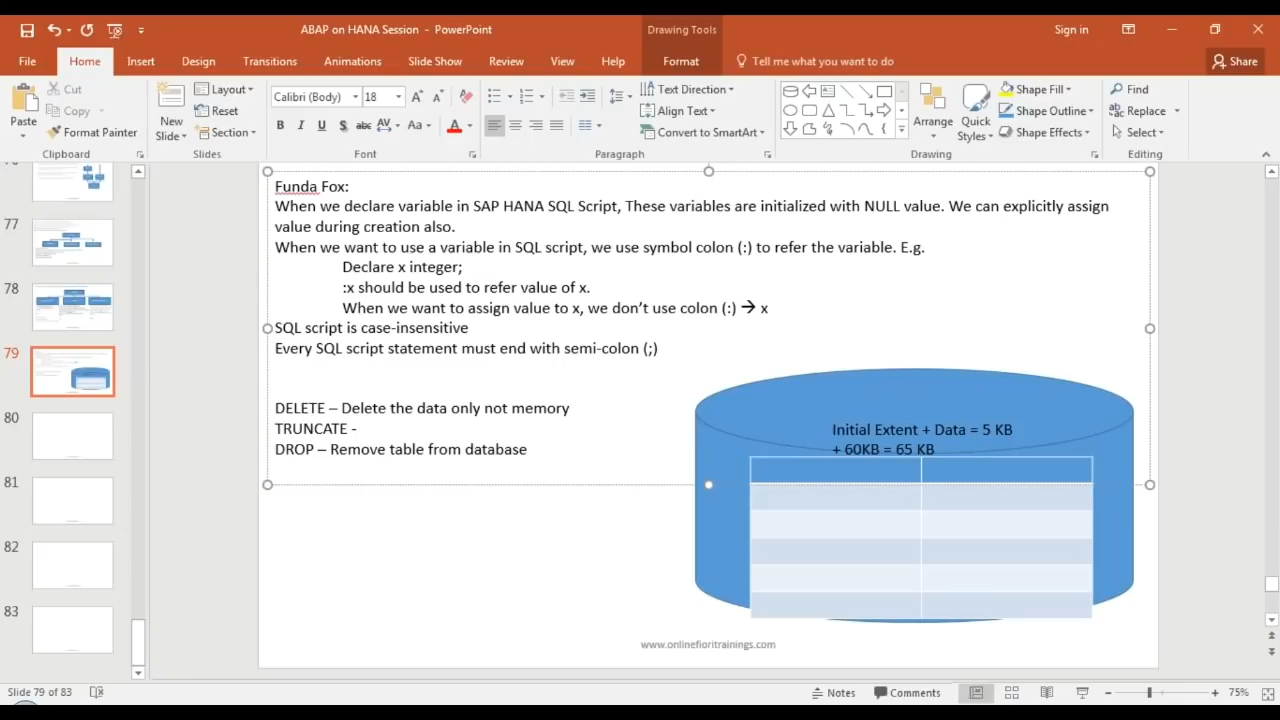 ABAP on HANA Session - PowerPoint
Drawing Tools
Sign in
File
Home
Insert
Design
Transitions
Animations
Slide Show
Review
View
Help
Format
Tell me what you want to do
Share
Paste
Cut
Copy
Format Painter
Clipboard
New Slide
Layout
Reset
Section
Slides
Calibri (Body)
18
Font
Text Direction
Align Text
Convert to SmartArt
Paragraph
Arrange
Quick Styles
Shape Fill
Shape Outline
Shape Effects
Drawing
Find
Replace
Select
Editing
77
78
79
80
81
82
83
Funda Fox:
When we declare variable in SAP HANA SQL Script, These variables are initialized with NULL value. We can explicitly assign
value during creation also.
When we want to use a variable in SQL script, we use symbol colon (:) to refer the variable. E.g.
Declare x integer;
:x should be used to refer value of x.
When we want to assign value to x, we don't use colon (:) → x
SQL script is case-insensitive
Every SQL script statement must end with semi-colon (;)
DELETE – Delete the data only not memory
TRUNCATE -
DROP – Remove table from database
Initial Extent + Data = 5 KB
+ 60KB = 65 KB
www.onlinefioritrainings.com
Slide 79 of 83
Notes
Comments
75%